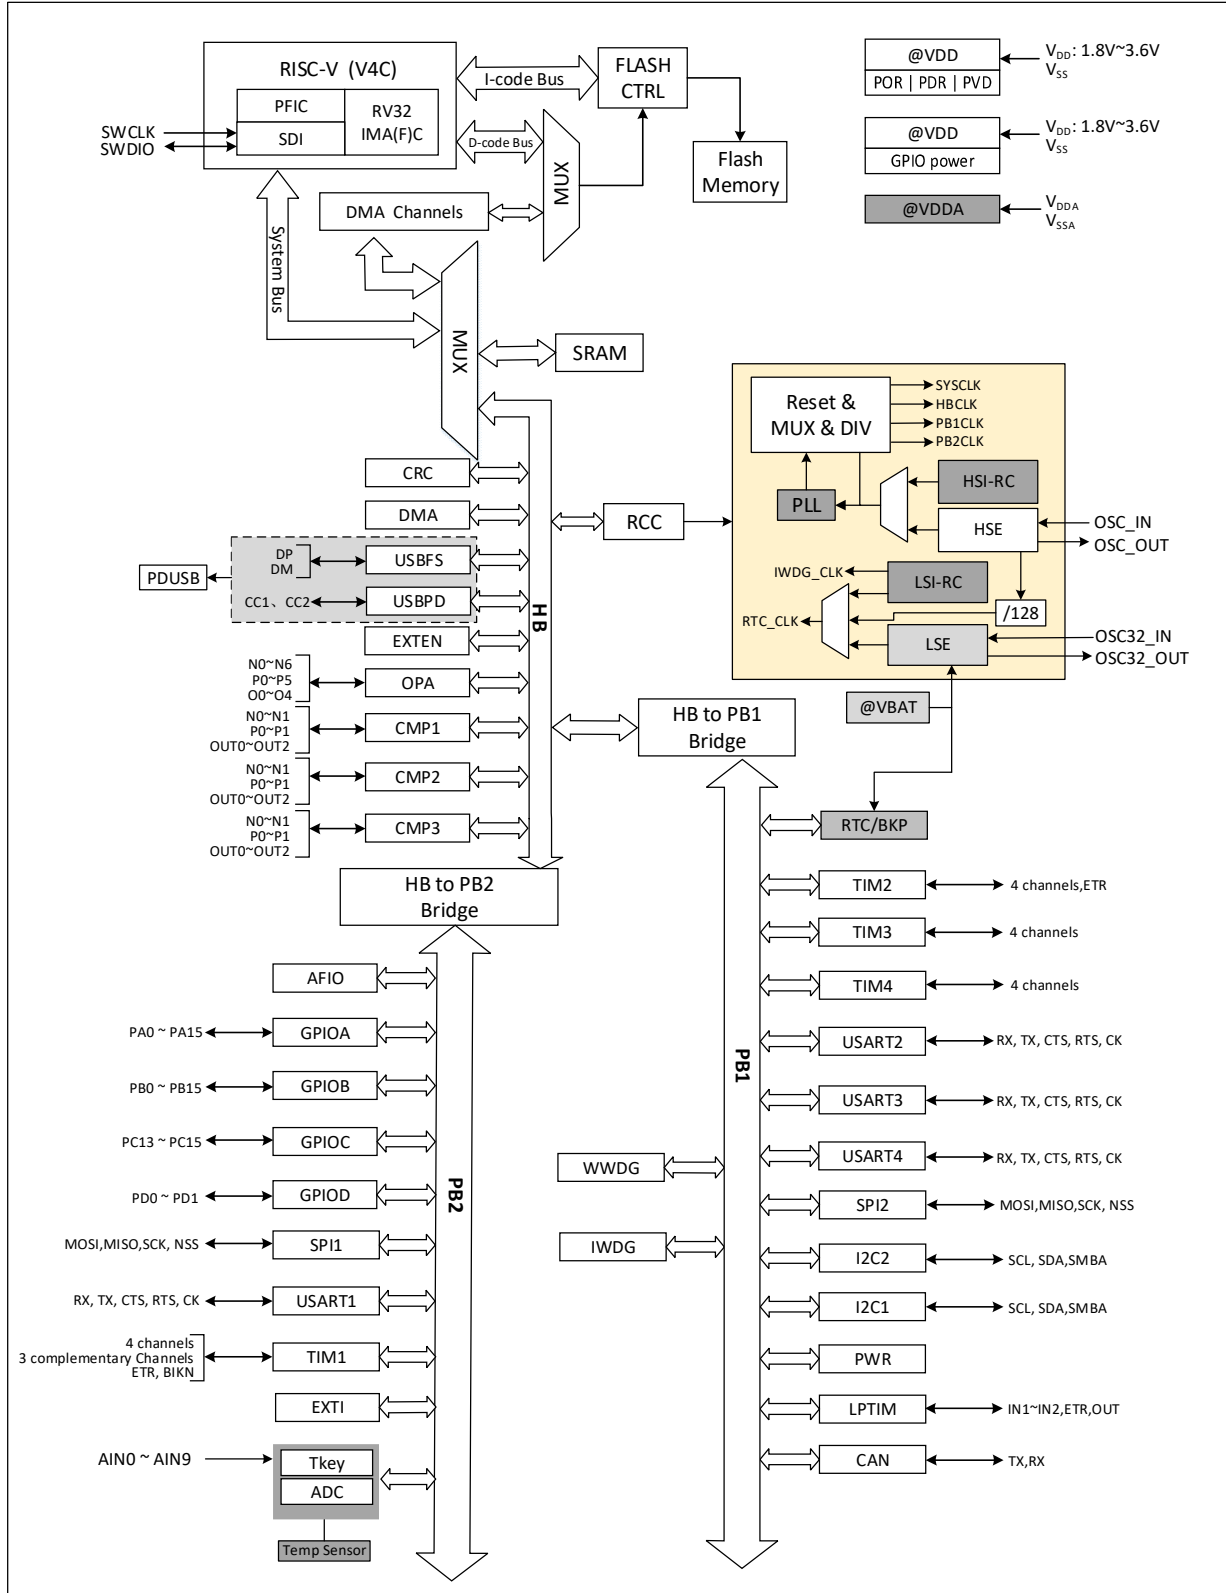 RISC-V (V4C)
PFIC
SDI
RV32
IMA(F)C
SWCLK
SWDIO
I-code Bus
D-code Bus
FLASH
CTRL
Flash
Memory
MUX
DMA Channels
System Bus
MUX
SRAM
@VDD
POR | PDR | PVD
VDD: 1.8V~3.6V
VSS
@VDD
GPIO power
VDD: 1.8V~3.6V
VSS
@VDDA
VDDA
VSSA
Reset &
MUX & DIV
SYSCLK
HBCLK
PB1CLK
PB2CLK
PLL
HSI-RC
HSE
OSC_IN
OSC_OUT
IWDG_CLK
LSI-RC
RTC_CLK
/128
LSE
OSC32_IN
OSC32_OUT
@VBAT
RCC
HB
CRC
DMA
PDUSB
DP
DM
USBFS
CC1、CC2
USBPD
EXTEN
N0~N6
P0~P5
O0~O4
OPA
N0~N1
P0~P1
OUT0~OUT2
CMP1
N0~N1
P0~P1
OUT0~OUT2
CMP2
N0~N1
P0~P1
OUT0~OUT2
CMP3
HB to PB1
Bridge
HB to PB2
Bridge
PB1
RTC/BKP
TIM2
4 channels,ETR
TIM3
4 channels
TIM4
4 channels
USART2
RX, TX, CTS, RTS, CK
USART3
RX, TX, CTS, RTS, CK
USART4
RX, TX, CTS, RTS, CK
SPI2
MOSI,MISO,SCK, NSS
I2C2
SCL, SDA,SMBA
I2C1
SCL, SDA,SMBA
PWR
LPTIM
IN1~IN2,ETR,OUT
CAN
TX,RX
WWDG
IWDG
PB2
AFIO
PA0 ~ PA15
GPIOA
PB0 ~ PB15
GPIOB
PC13 ~ PC15
GPIOC
PD0 ~ PD1
GPIOD
MOSI,MISO,SCK, NSS
SPI1
RX, TX, CTS, RTS, CK
USART1
4 channels
3 complementary Channels
ETR, BIKN
TIM1
EXTI
AIN0 ~ AIN9
Tkey
ADC
Temp Sensor